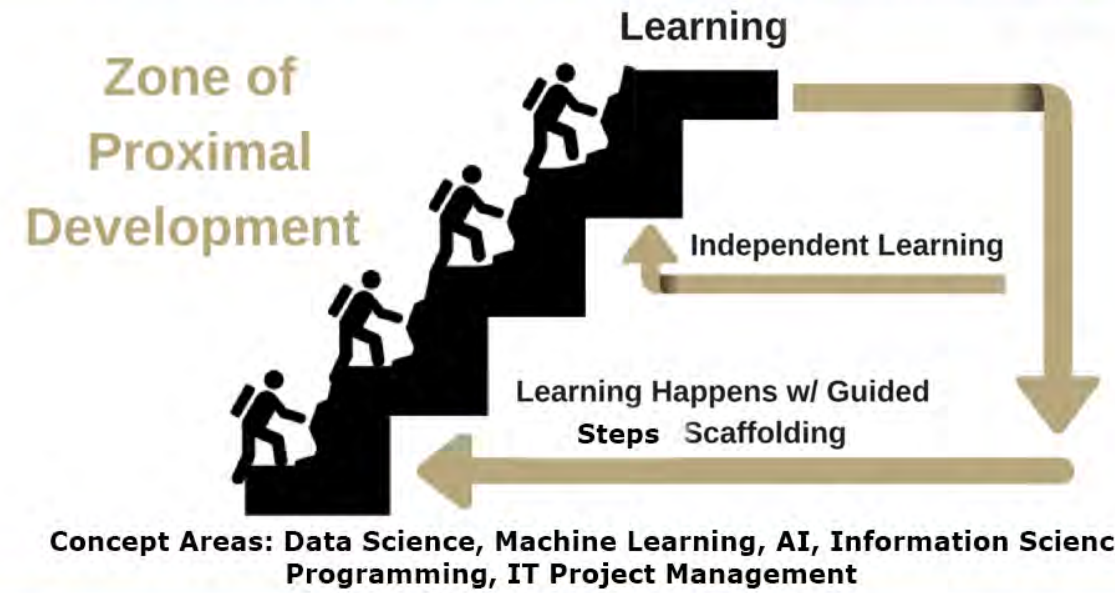 Learning
Zone of
Proximal
Development
Independent Learning
Learning Happens w/ Guided
Steps Scaffolding
Concept Areas: Data Science, Machine Learning, AI, Information Scienc
Programming, IT Project Management